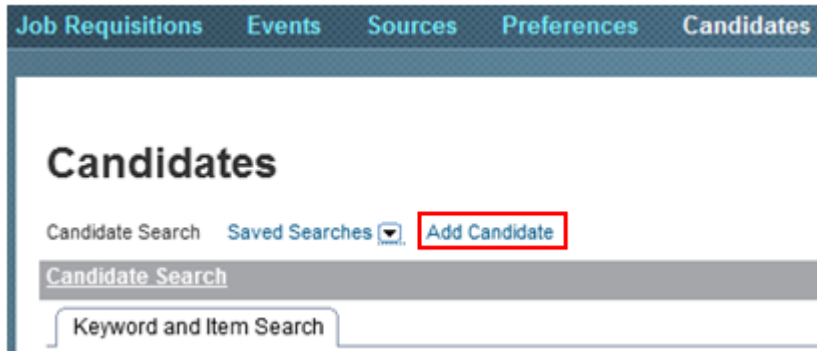 Job Requisitions Events Sources Preferences Candidates
Candidates
Candidate Search Saved Searches Add Candidate
Candidate Search
Keyword and Item Search